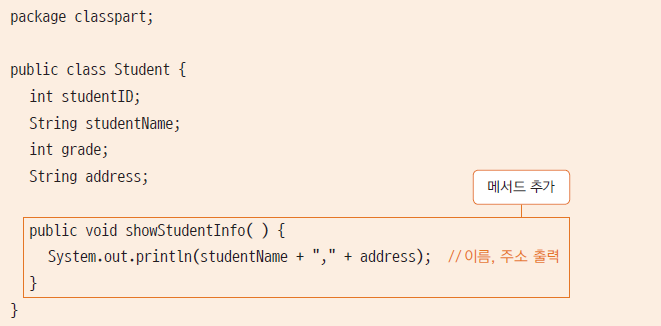 package classpart;
public class Student {
int studentID;
String studentName;
int grade;
String address;
메서드 추가
public void showStudentInfo( ) {
System.out.println(studentName + "," + address);  //이름, 주소 출력
}
}